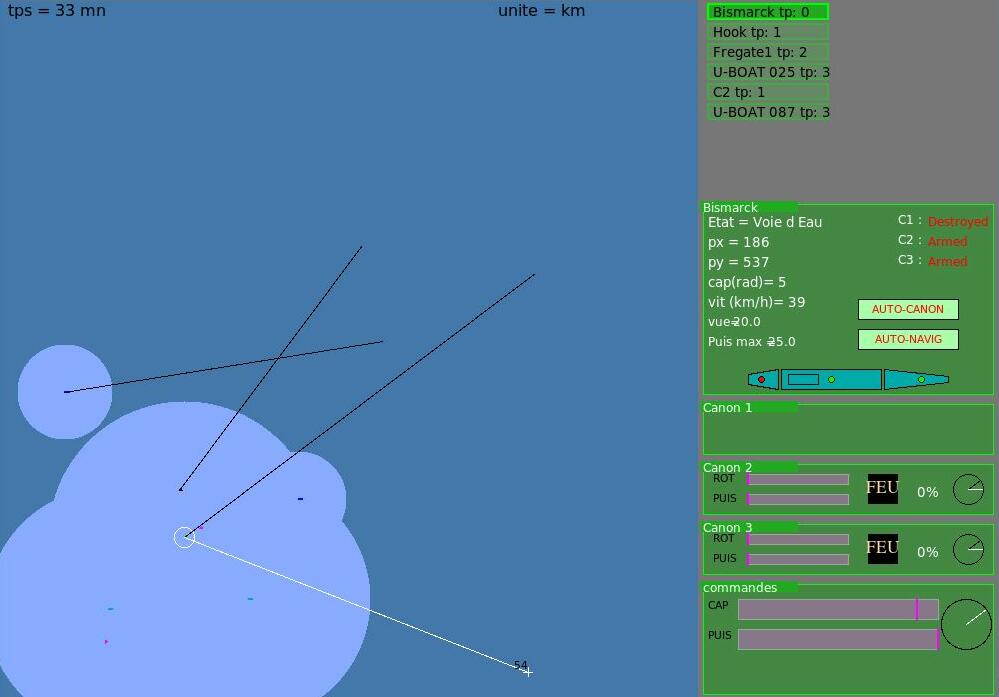 tps = 33 mn
unite = km
54
Bismarck tp: 0
Hook tp: 1
Fregate1 tp: 2
U-BOAT 025 tp: 3
C2 tp: 1
U-BOAT 087 tp: 3
Bismarck
Etat = Voie d Eau
C1 : Destroyed
px = 186
C2 : Armed
py = 537
C3 : Armed
cap(rad)= 5
vit (km/h)= 39
AUTO-CANON
vue=20.0
Puis max =25.0
AUTO-NAVIG
Canon 1
Canon 2
ROT
PUIS
FEU
0%
Canon 3
ROT
PUIS
FEU
0%
commandes
CAP
PUIS